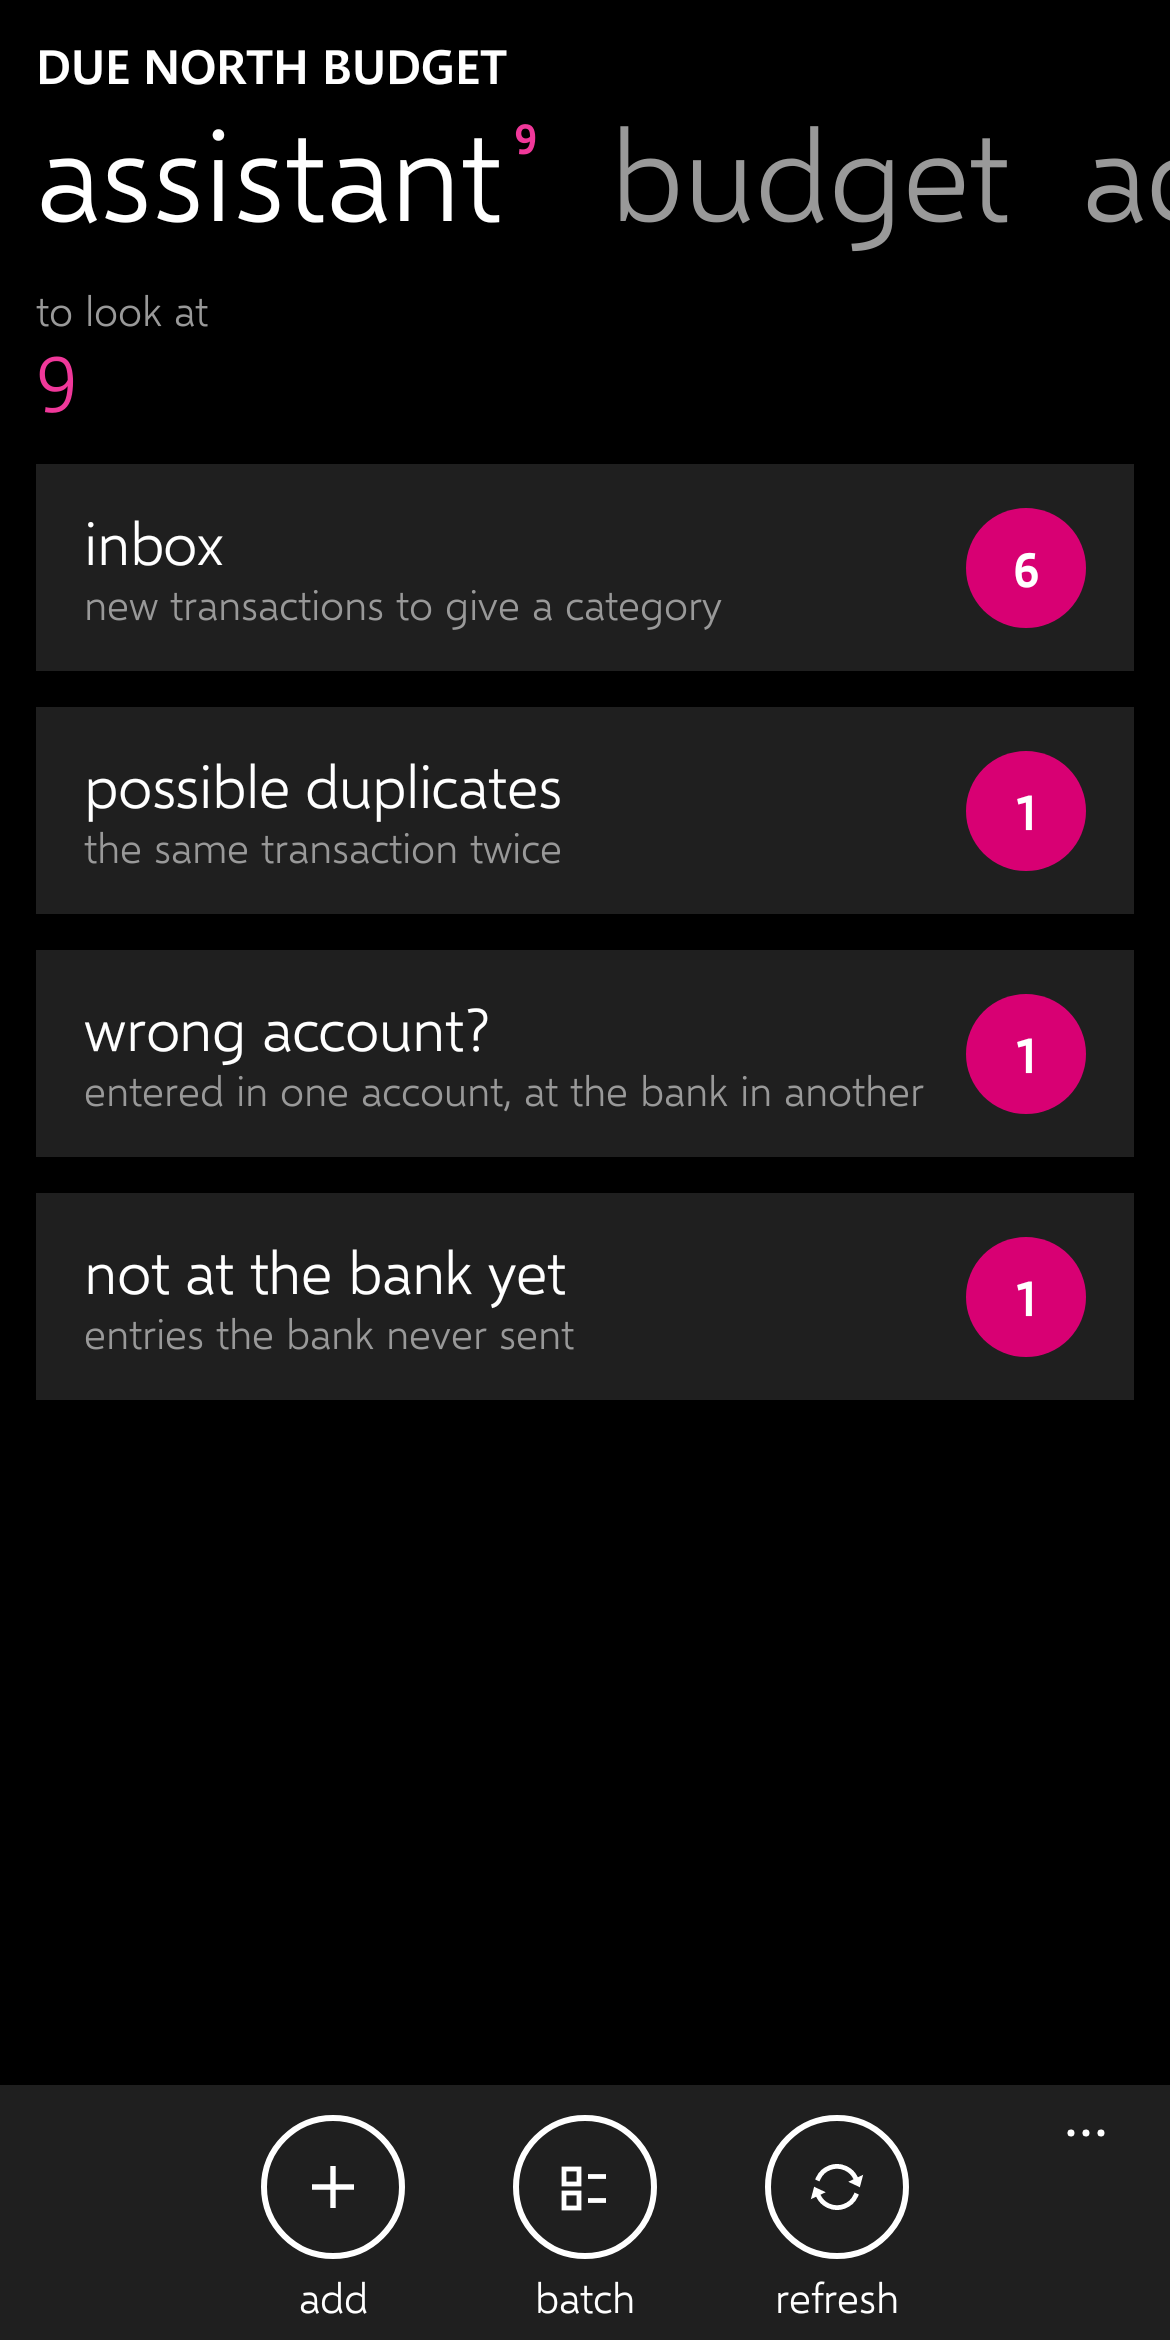 DUE NORTH BUDGET
assistant 9 budget ac
to look at
9
inbox
new transactions to give a category
6
possible duplicates
the same transaction twice
1
wrong account?
entered in one account, at the bank in another
1
not at the bank yet
entries the bank never sent
1
add batch refresh